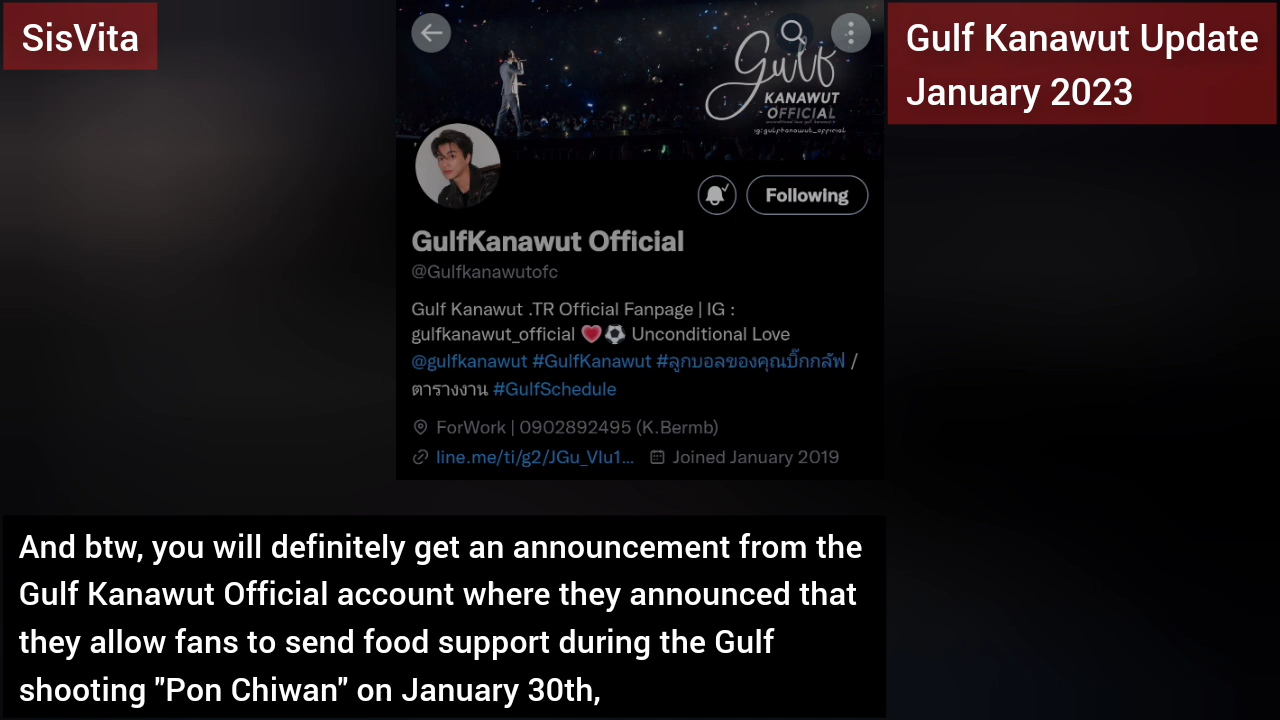 SisVita
Gulf Kanawut Update
January 2023
Gulf
KANAWUT
OFFICIAL
ig:gulfkanawut_official
Following
GulfKanawut Official
@Gulfkanawutofc
Gulf Kanawut .TR Official Fanpage | IG :
gulfkanawut_official ❤️⚽ Unconditional Love
@gulfkanawut #GulfKanawut #ลูกบอลของคุณบิ๊กกลัฟ /
ตารางงาน #GulfSchedule
ForWork | 0902892495 (K.Bermb)
line.me/ti/g2/JGu_VIu1... Joined January 2019
And btw, you will definitely get an announcement from the
Gulf Kanawut Official account where they announced that
they allow fans to send food support during the Gulf
shooting "Pon Chiwan" on January 30th,